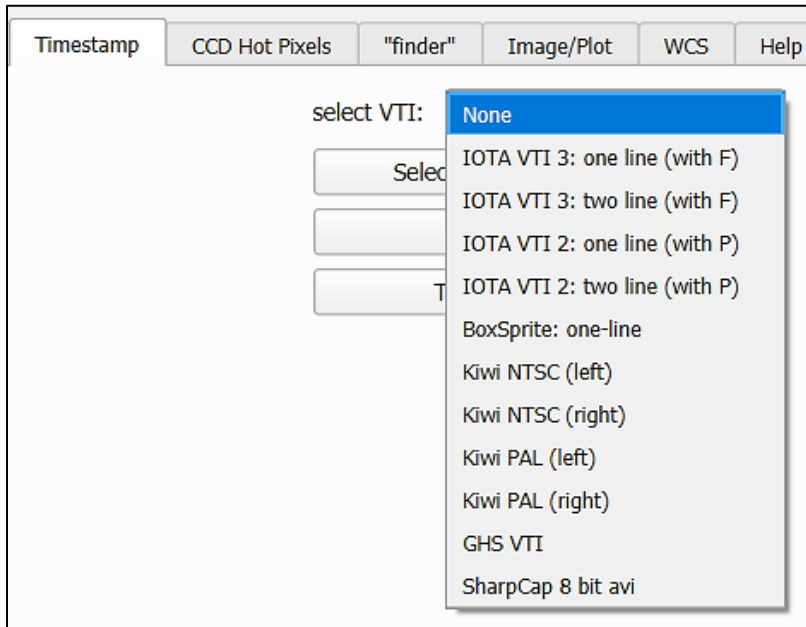 Timestamp CCD Hot Pixels "finder" Image/Plot WCS Help
select VTI: None
IOTA VTI 3: one line (with F)
Selec
IOTA VTI 3: two line (with F)
IOTA VTI 2: one line (with P)
IOTA VTI 2: two line (with P)
T
BoxSprite: one-line
Kiwi NTSC (left)
Kiwi NTSC (right)
Kiwi PAL (left)
Kiwi PAL (right)
GHS VTI
SharpCap 8 bit avi